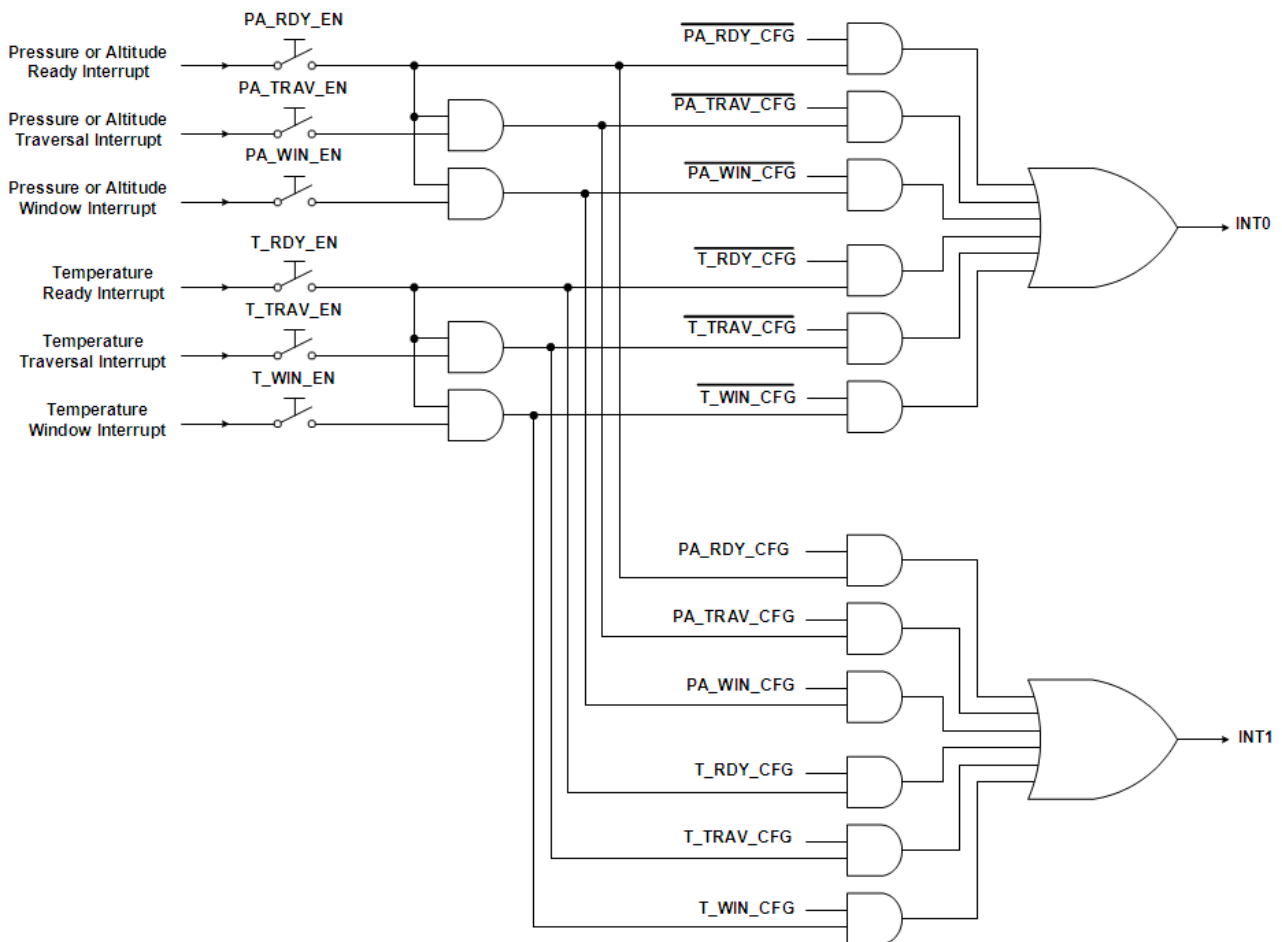 PA_RDY_EN
Pressure or Altitude
Ready Interrupt
PA_TRAV_EN
Pressure or Altitude
Traversal Interrupt
PA_WIN_EN
Pressure or Altitude
Window Interrupt
T_RDY_EN
Temperature
Ready Interrupt
T_TRAV_EN
Temperature
Traversal Interrupt
T_WIN_EN
Temperature
Window Interrupt
PA_RDY_CFG
PA_TRAV_CFG
PA_WIN_CFG
T_RDY_CFG
T_TRAV_CFG
T_WIN_CFG
INT0
PA_RDY_CFG
PA_TRAV_CFG
PA_WIN_CFG
T_RDY_CFG
T_TRAV_CFG
T_WIN_CFG
INT1